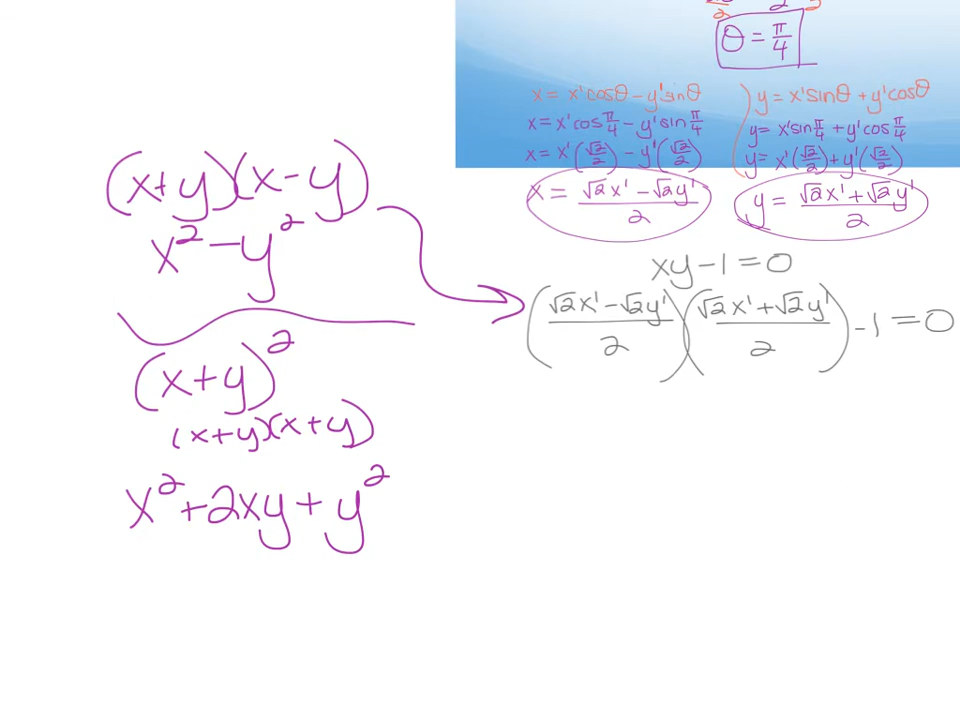 θ = π/4
x = x'cosθ - y'sinθ
x = x'cos π/4 - y'sin π/4
x = x'(√2/2) - y'(√2/2)
x = (√2x' - √2y')/2
y = x'sinθ + y'cosθ
y = x'sin π/4 + y'cos π/4
y = x'(√2/2) + y'(√2/2)
y = (√2x' + √2y')/2
xy - 1 = 0
((√2x' - √2y')/2)((√2x' + √2y')/2) - 1 = 0
(x+y)(x-y)
x² - y²
(x+y)²
(x+y)(x+y)
x² + 2xy + y²